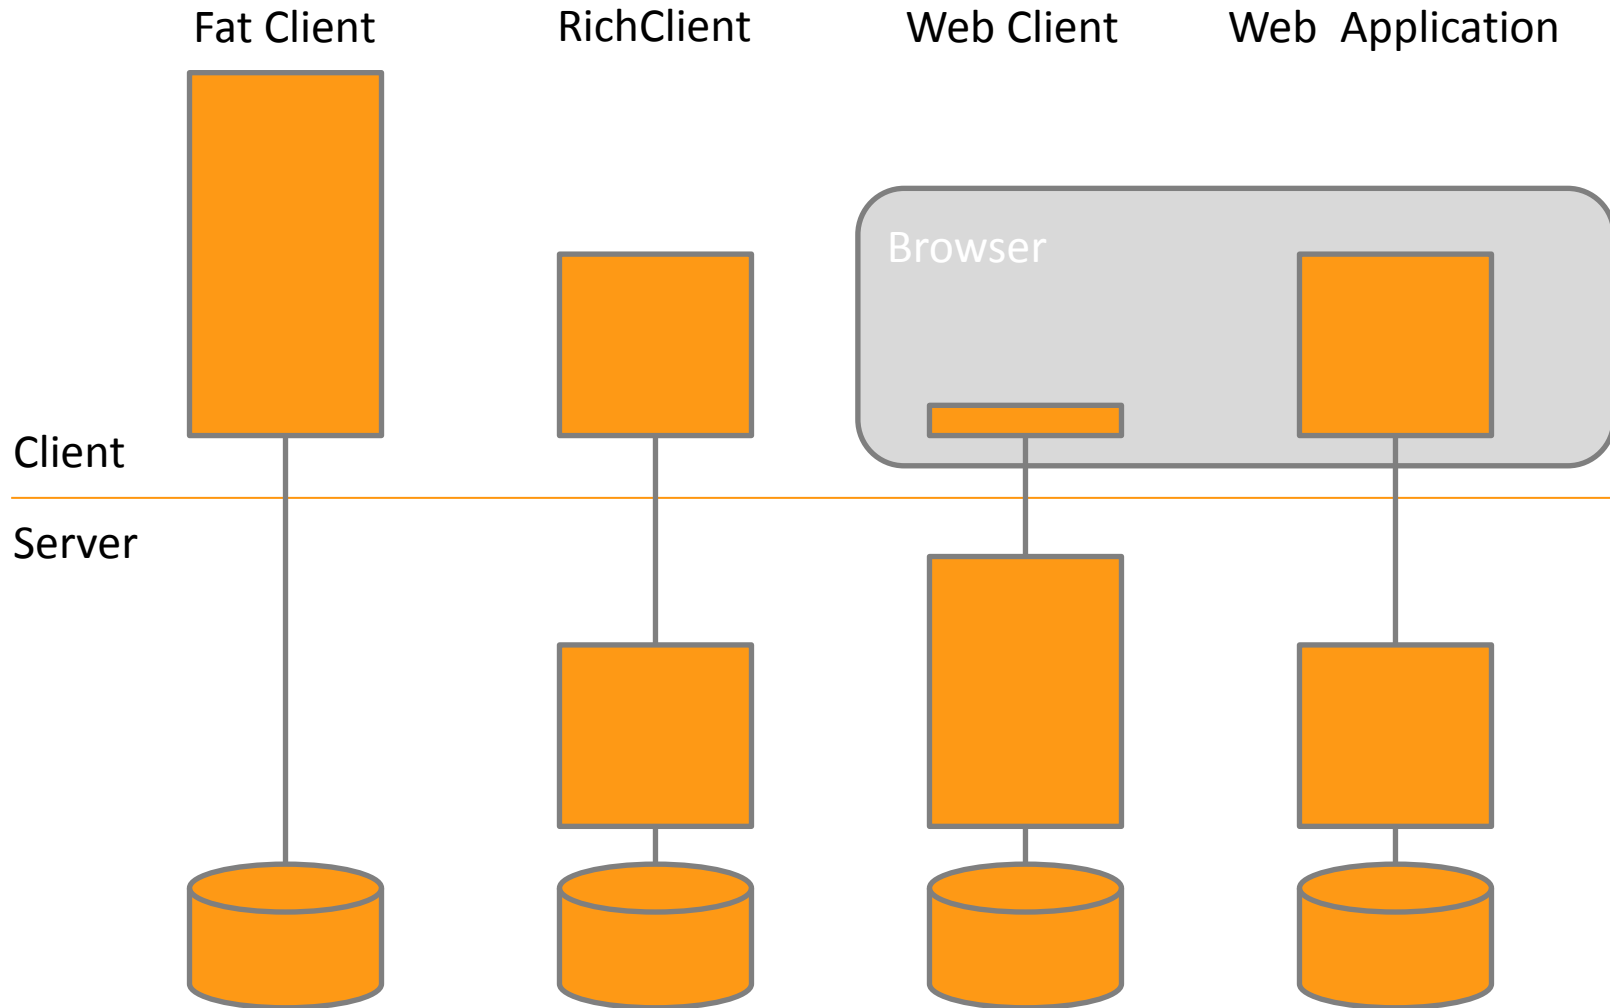 Fat Client
RichClient
Web Client
Web  Application
Browser
Client
Server